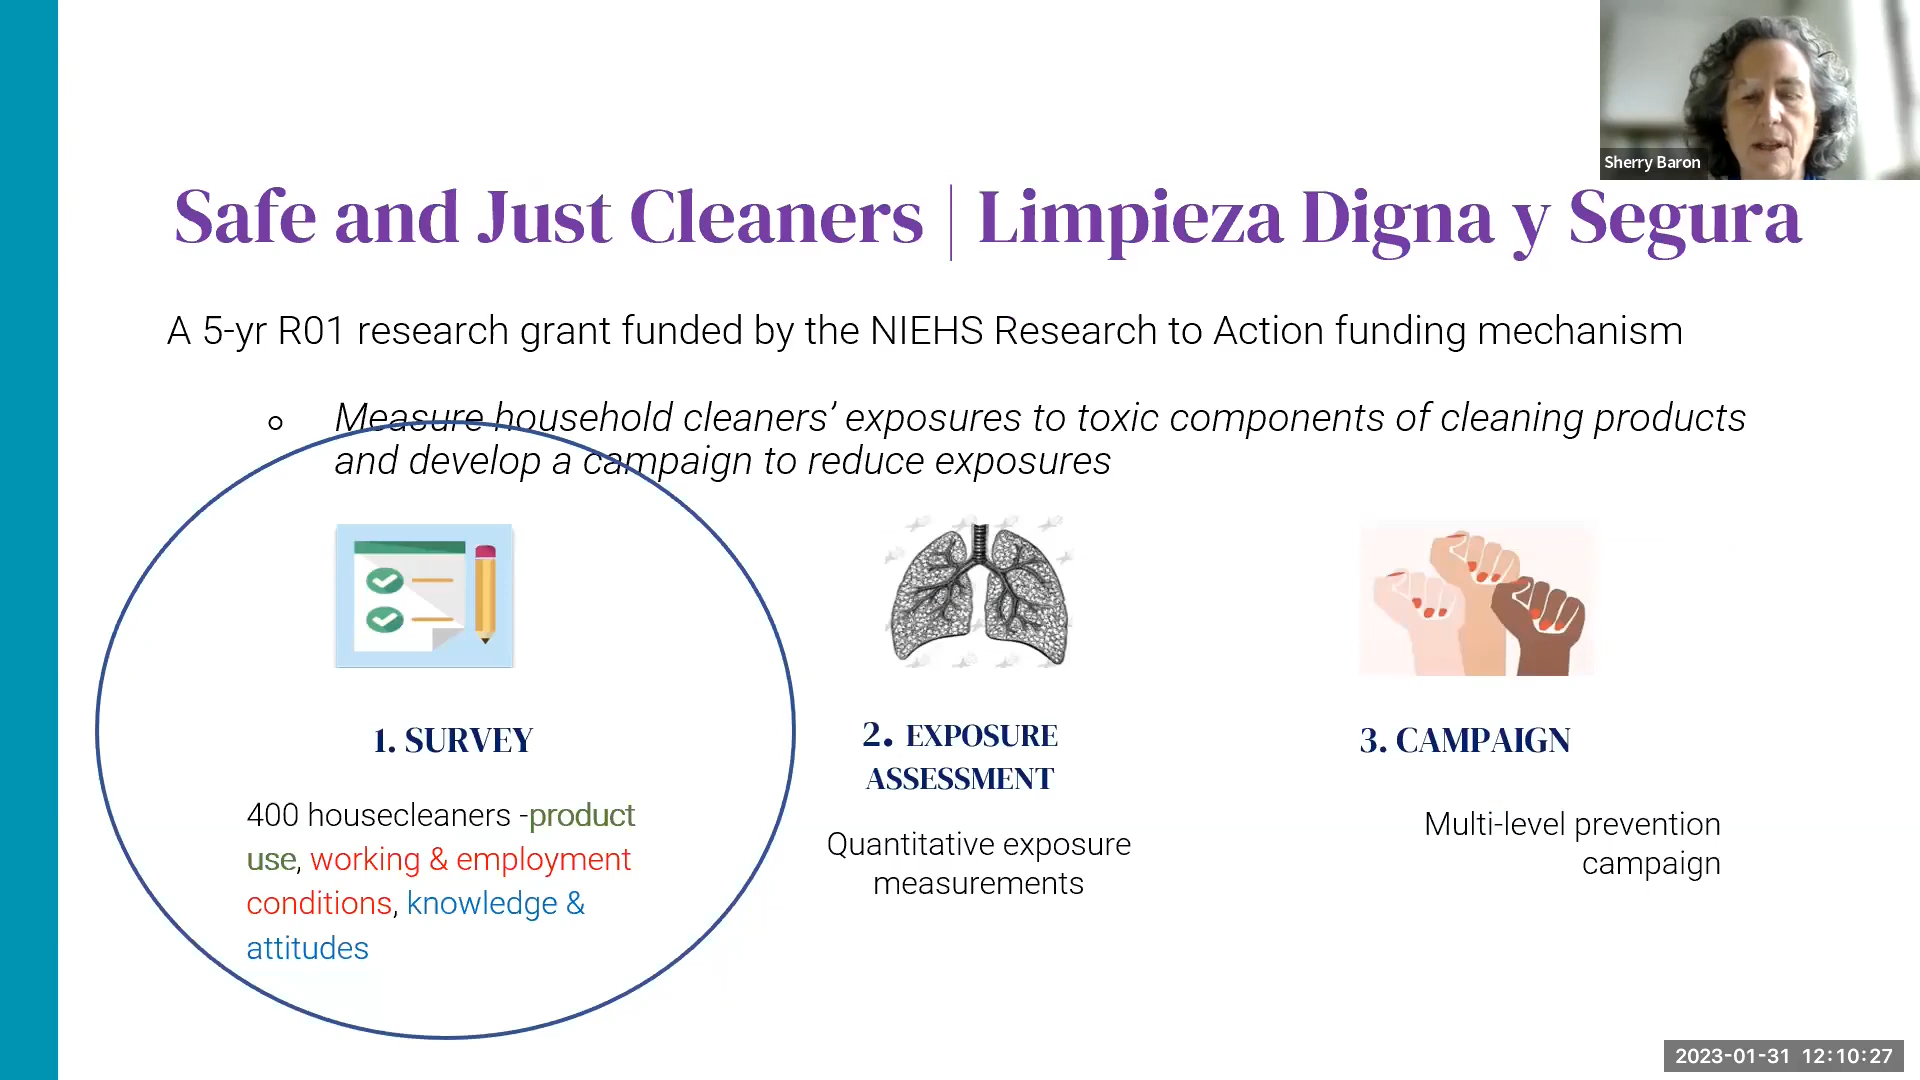 Sherry Baron
Safe and Just Cleaners | Limpieza Digna y Segura
A 5-yr R01 research grant funded by the NIEHS Research to Action funding mechanism
Measure household cleaners’ exposures to toxic components of cleaning products
and develop a campaign to reduce exposures
1. SURVEY
400 housecleaners -product
use, working & employment
conditions, knowledge &
attitudes
2. EXPOSURE
ASSESSMENT
Quantitative exposure
measurements
3. CAMPAIGN
Multi-level prevention
campaign
2023-01-31 12:10:27